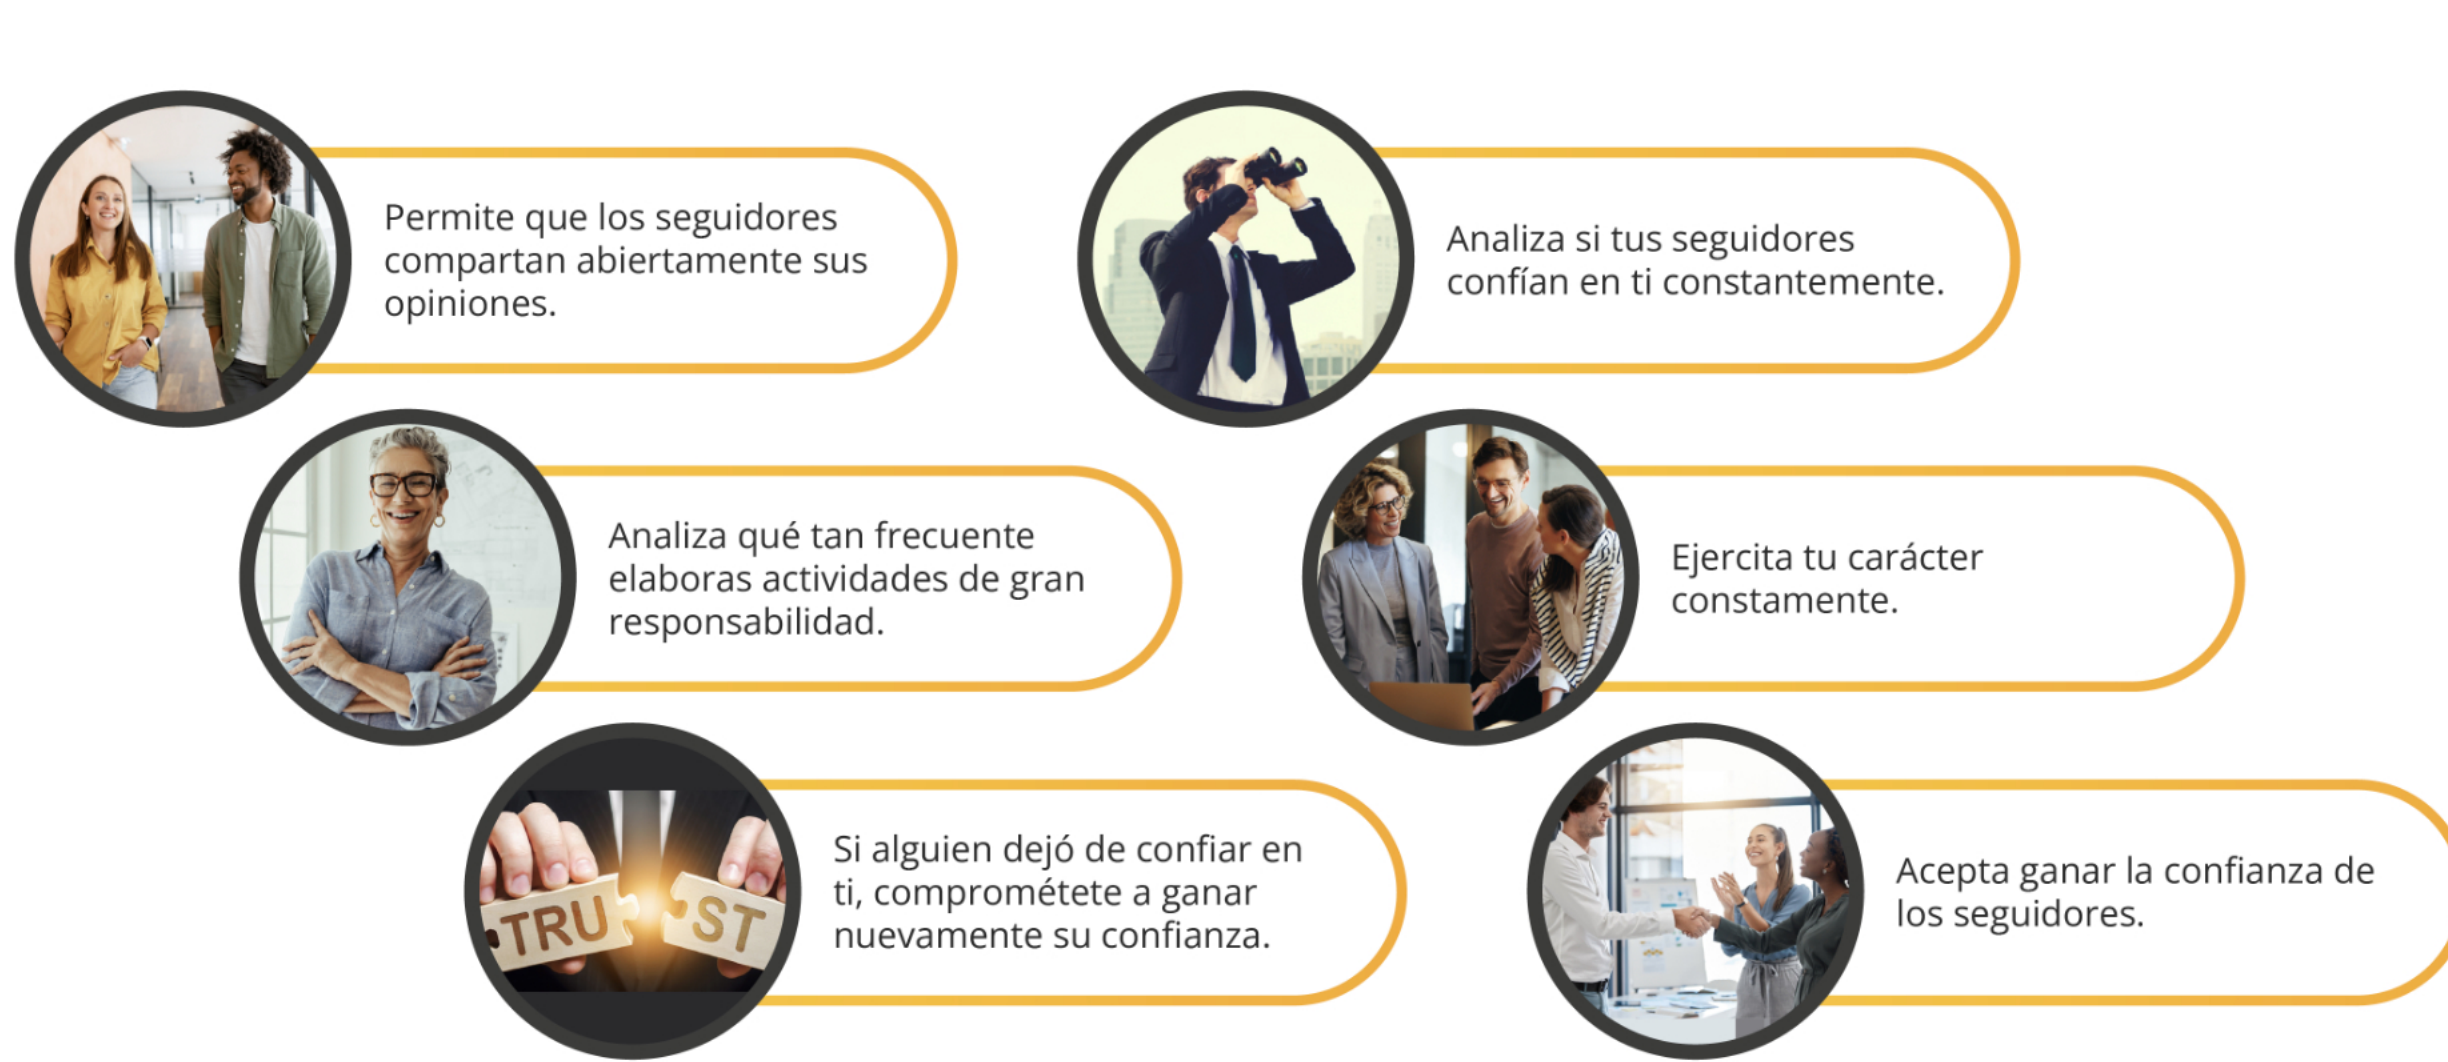 Permite que los seguidores
compartan abiertamente sus
opiniones.
Analiza qué tan frecuente
elaboras actividades de gran
responsabilidad.
TRU ST
Si alguien dejó de confiar en
ti, comprométete a ganar
nuevamente su confianza.
Analiza si tus seguidores
confían en ti constantemente.
Ejercita tu carácter
constamente.
Acepta ganar la confianza de
los seguidores.